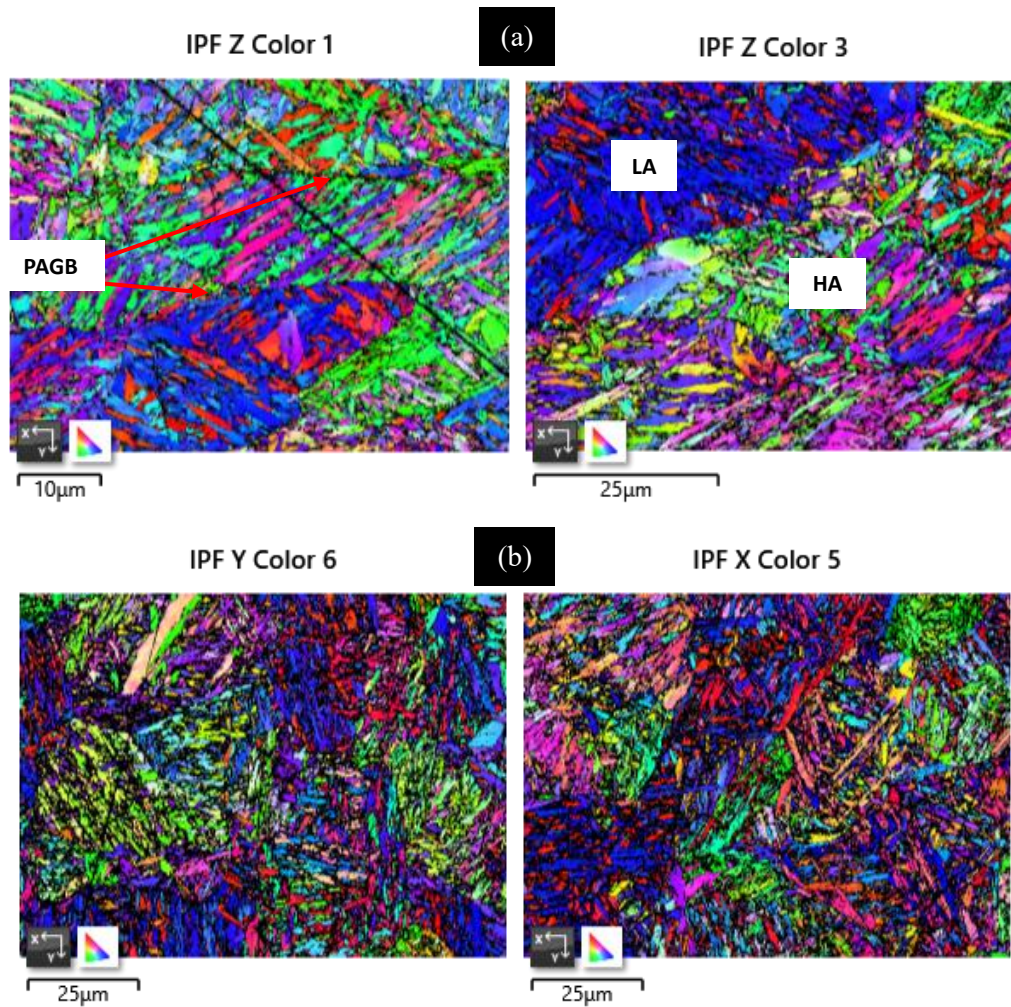 (a)
IPF Z Color 1
IPF Z Color 3
LA
PAGB
HA
X
Y
10µm
X
Y
25µm
(b)
IPF Y Color 6
IPF X Color 5
X
Y
25µm
X
Y
25µm